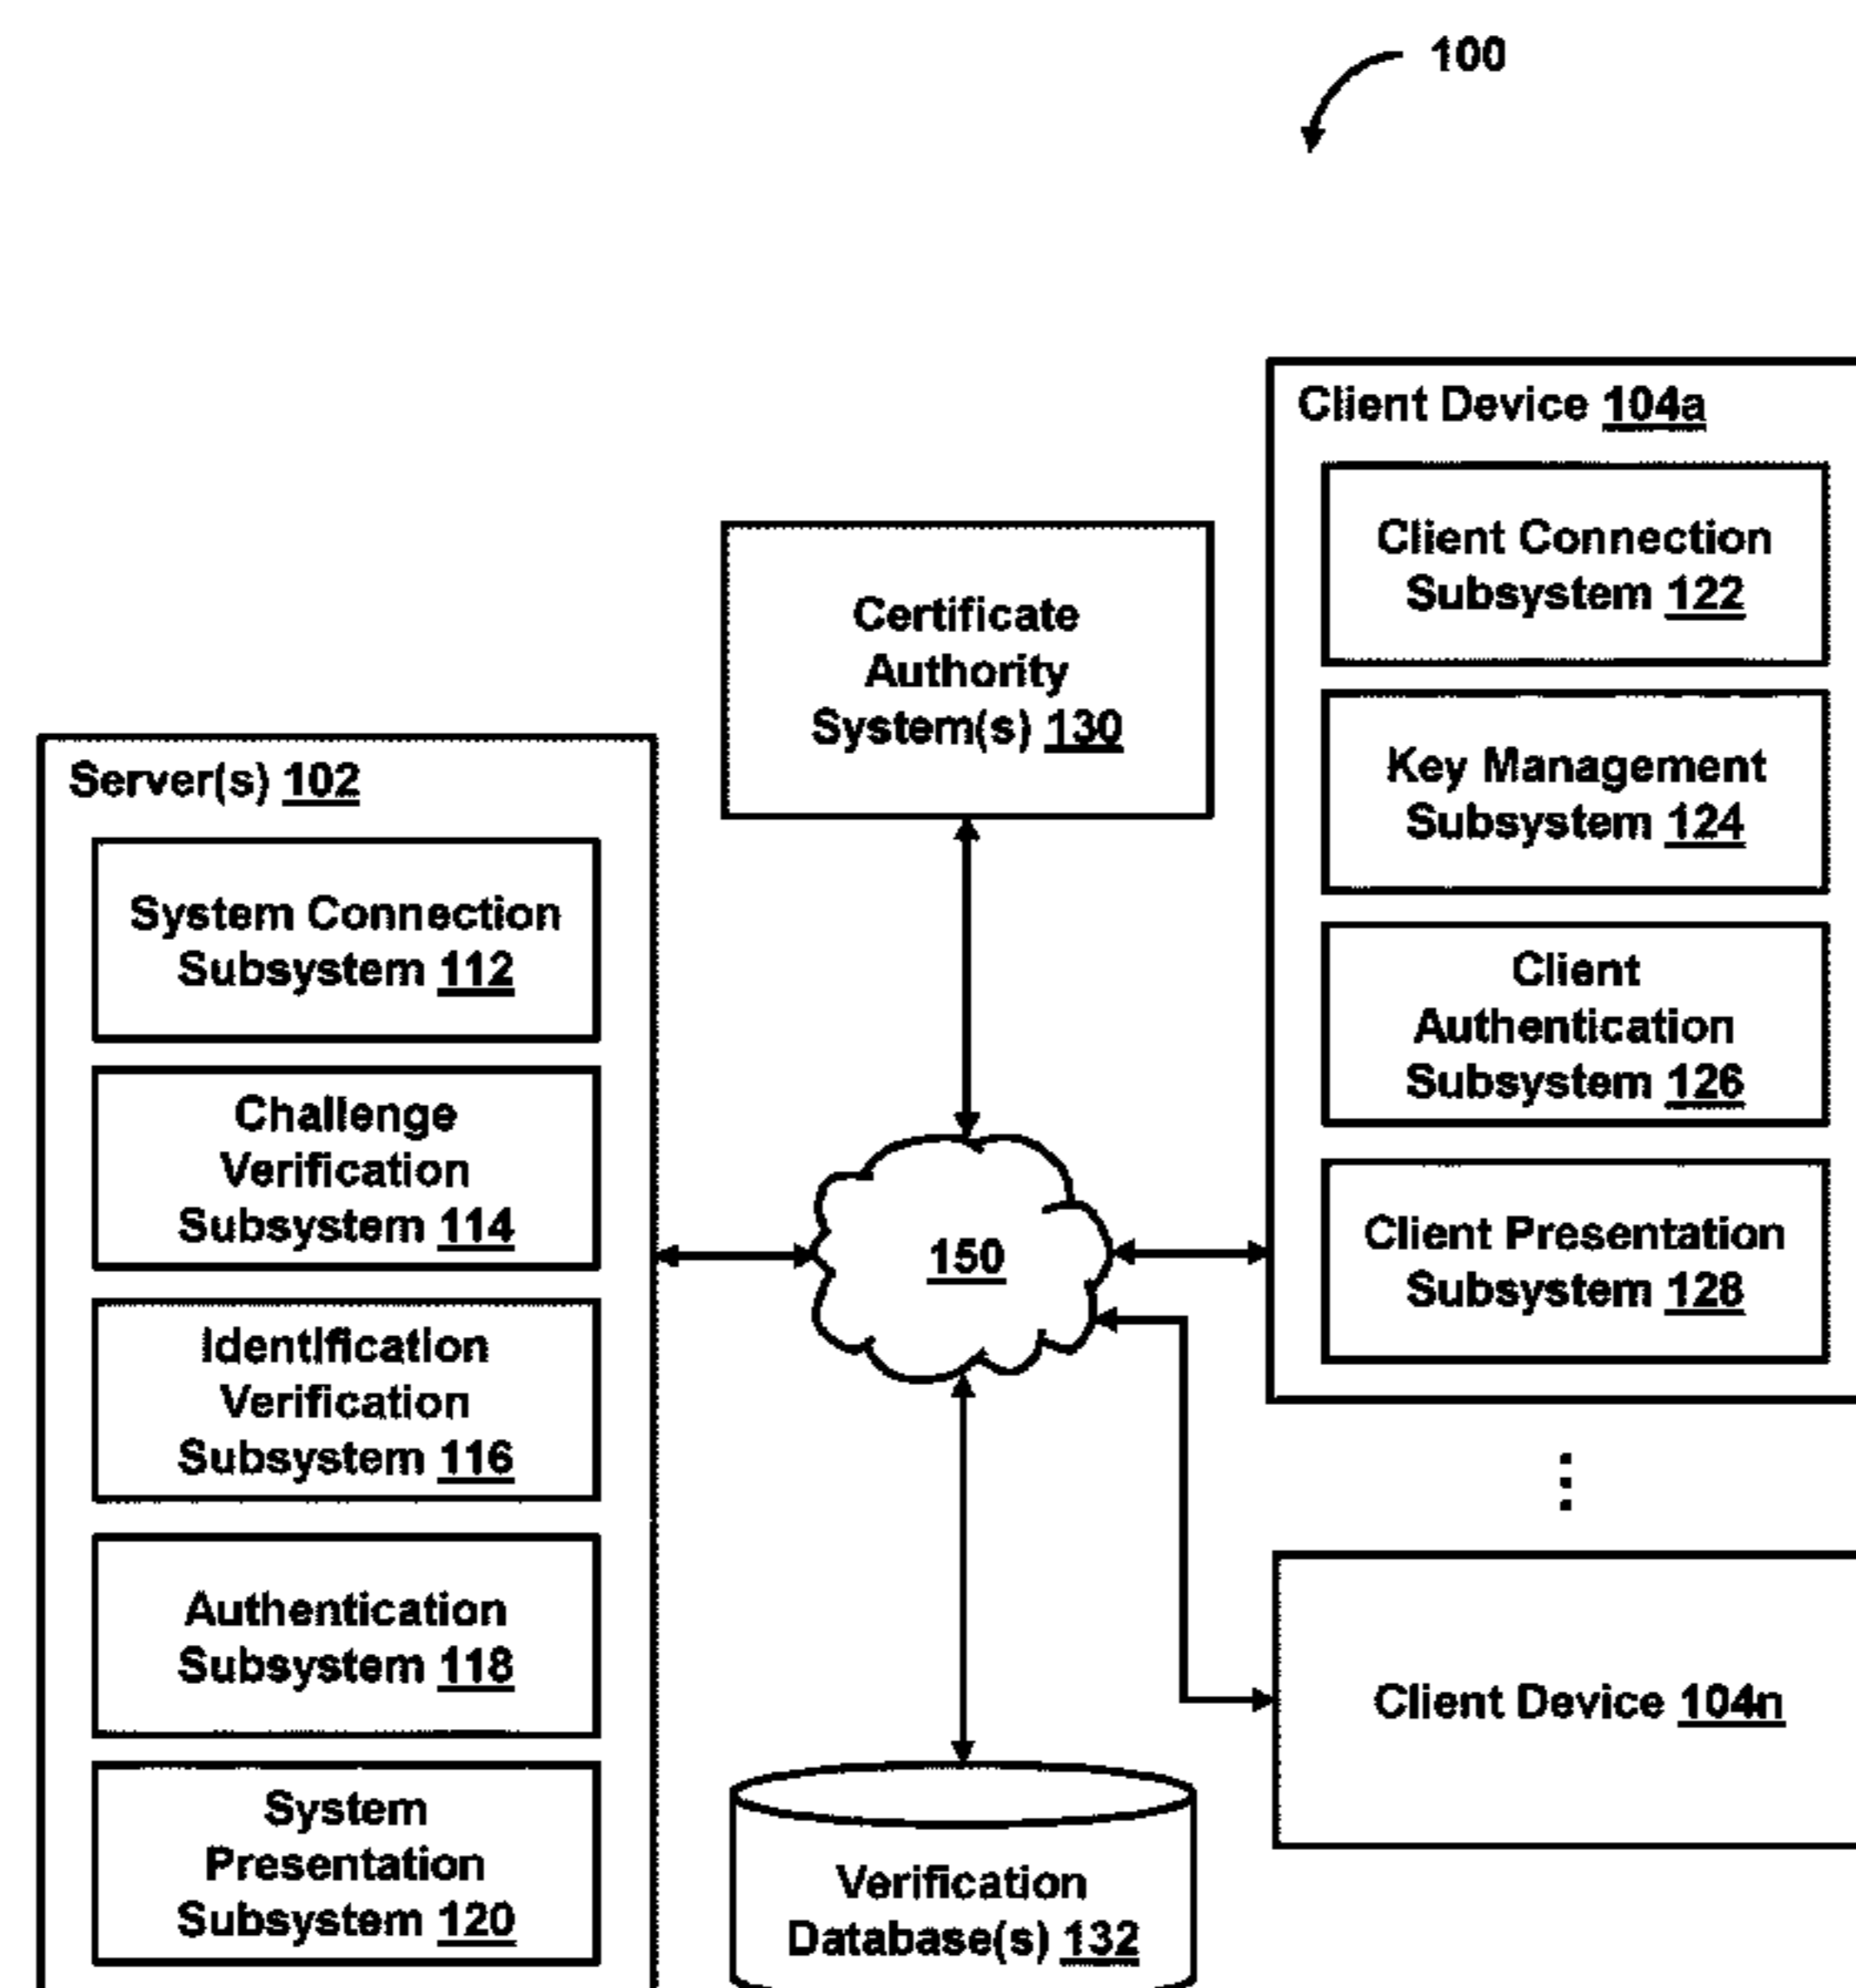 100
Client Device 104a
Client Connection
Subsystem 122
Key Management
Subsystem 124
Client
Authentication
Subsystem 126
Client Presentation
Subsystem 128
Certificate
Authority
System(s) 130
Server(s) 102
System Connection
Subsystem 112
Challenge
Verification
Subsystem 114
Identification
Verification
Subsystem 116
Authentication
Subsystem 118
System
Presentation
Subsystem 120
150
Client Device 104n
Verification
Database(s) 132